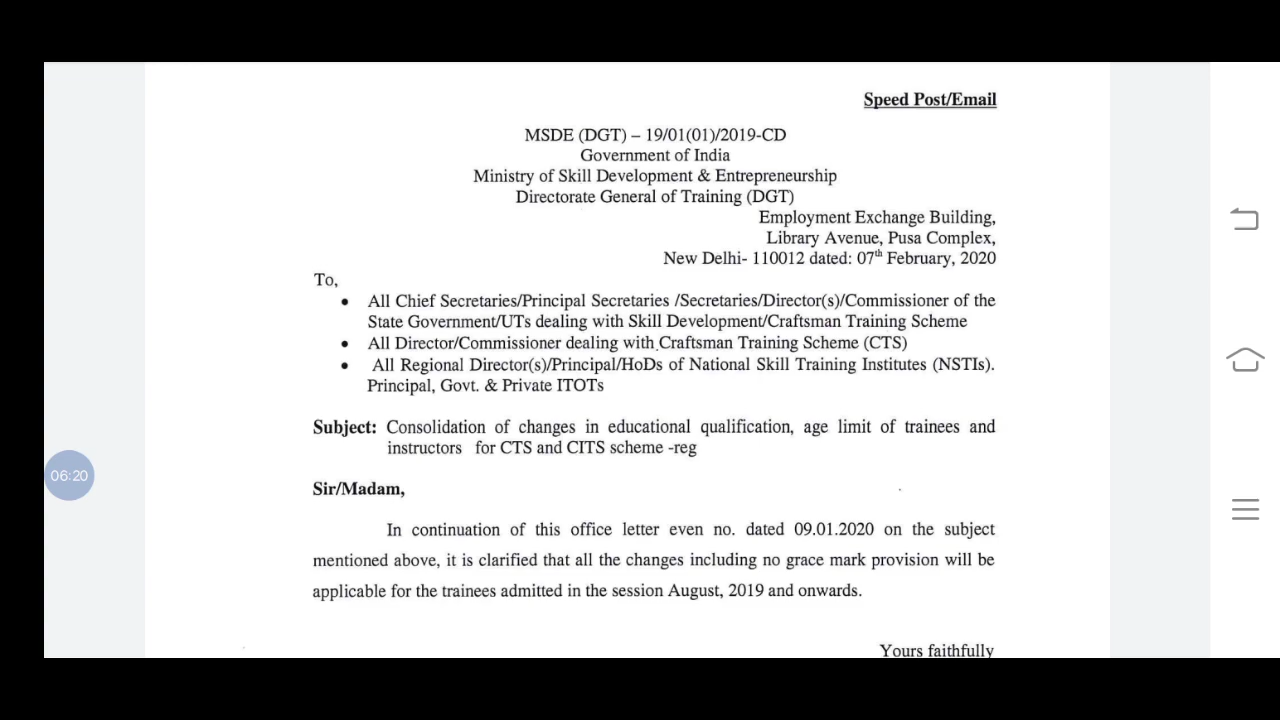 Speed Post/Email
MSDE (DGT) – 19/01(01)/2019-CD
Government of India
Ministry of Skill Development & Entrepreneurship
Directorate General of Training (DGT)
Employment Exchange Building,
Library Avenue, Pusa Complex,
New Delhi- 110012 dated: 07th February, 2020
To,
• All Chief Secretaries/Principal Secretaries /Secretaries/Director(s)/Commissioner of the
State Government/UTs dealing with Skill Development/Craftsman Training Scheme
• All Director/Commissioner dealing with Craftsman Training Scheme (CTS)
• All Regional Director(s)/Principal/HoDs of National Skill Training Institutes (NSTIs).
Principal, Govt. & Private ITOTs
Subject: Consolidation of changes in educational qualification, age limit of trainees and
instructors for CTS and CITS scheme -reg
06:20
Sir/Madam,
In continuation of this office letter even no. dated 09.01.2020 on the subject
mentioned above, it is clarified that all the changes including no grace mark provision will be
applicable for the trainees admitted in the session August, 2019 and onwards.
Yours faithfully